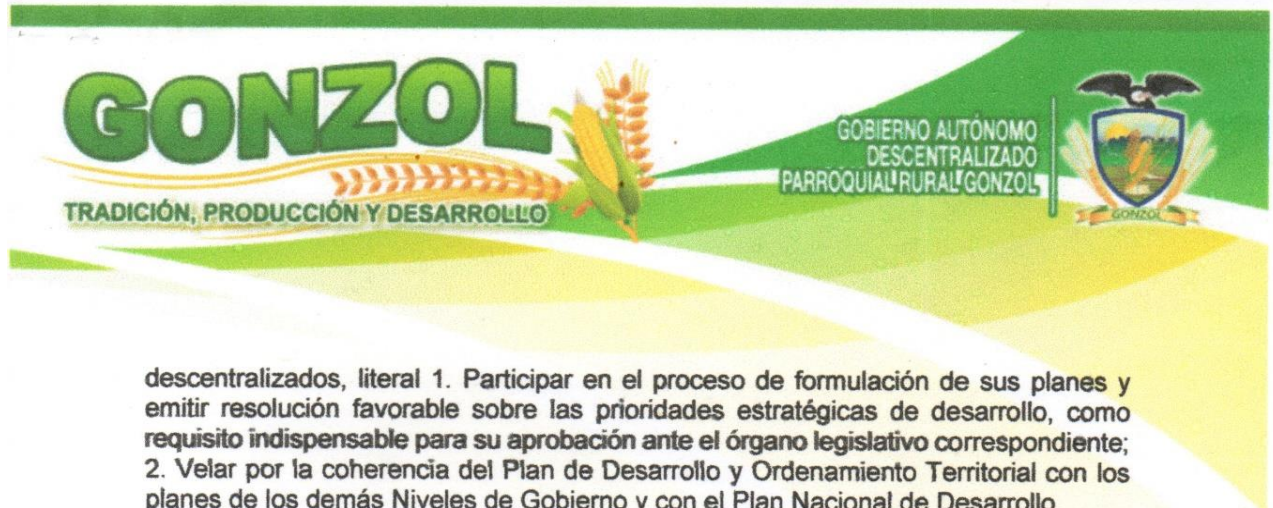 GONZOL
TRADICIÓN, PRODUCCIÓN Y DESARROLLO
GOBIERNO AUTÓNOMO
DESCENTRALIZADO
PARROQUIAL RURAL GONZOL
GONZOL
descentralizados, literal 1. Participar en el proceso de formulación de sus planes y
emitir resolución favorable sobre las prioridades estratégicas de desarrollo, como
requisito indispensable para su aprobación ante el órgano legislativo correspondiente;
2. Velar por la coherencia del Plan de Desarrollo y Ordenamiento Territorial con los
planes de los demás Niveles de Gobierno y con el Plan Nacional de Desarrollo